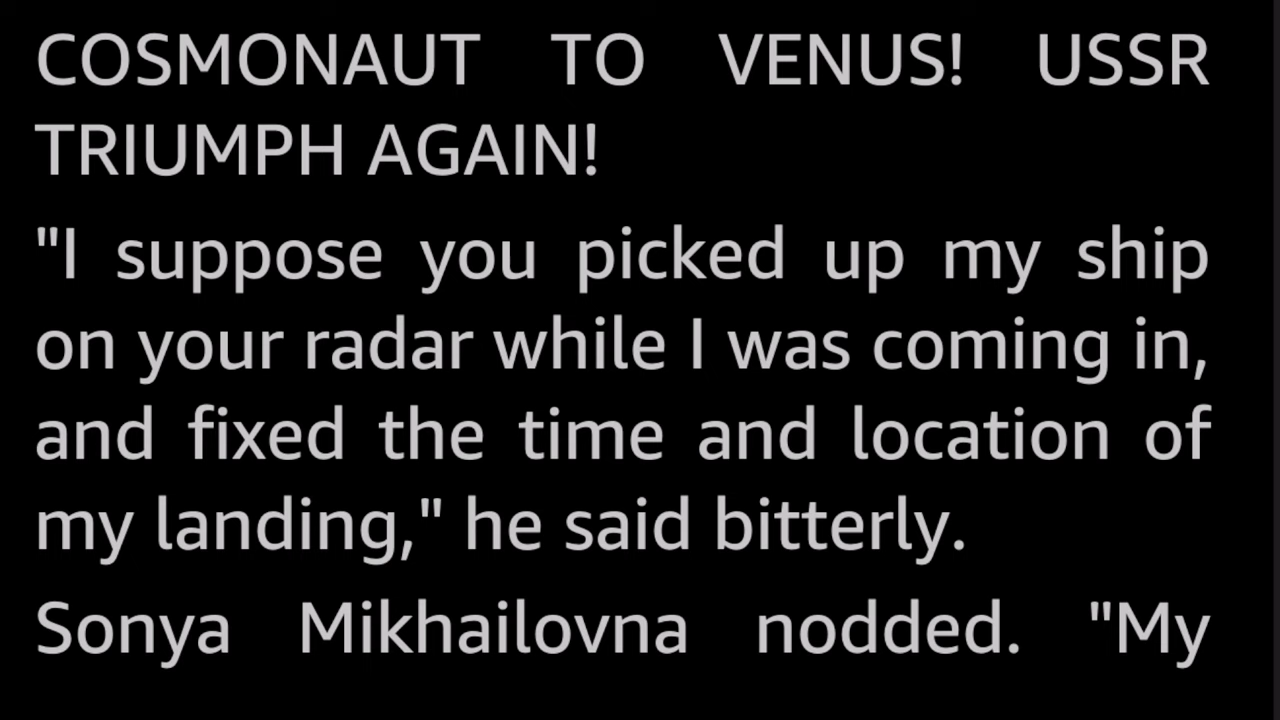 COSMONAUT TO VENUS! USSR
TRIUMPH AGAIN!
"I suppose you picked up my ship
on your radar while I was coming in,
and fixed the time and location of
my landing," he said bitterly.
Sonya Mikhailovna nodded. "My